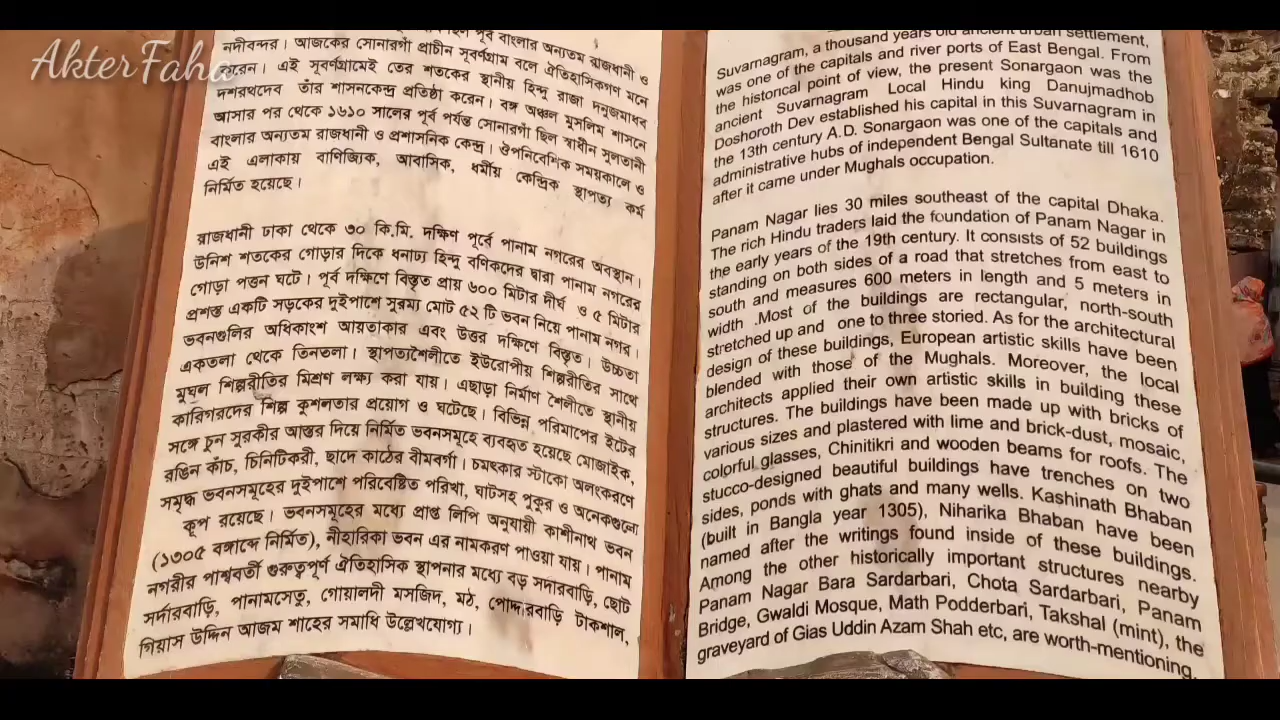 AkterFaha
পূর্ব বাংলার অন্যতম রাজধানী ও
নদীবন্দর। আজকের সোনারগাঁ প্রাচীন সূবর্ণগ্রাম বলে ঐতিহাসিকগণ মনে
করেন। এই সূবর্ণগ্রামেই তের শতকের স্থানীয় হিন্দু রাজা দনুজমাধব
দশরথদেব তাঁর শাসনকেন্দ্র প্রতিষ্ঠা করেন। বঙ্গ অঞ্চল মুসলিম শাসনে
আসার পর থেকে ১৬১০ সালের পূর্ব পর্যন্ত সোনারগাঁ ছিল স্বাধীন সুলতানী
বাংলার অন্যতম রাজধানী ও প্রশাসনিক কেন্দ্র। ঔপনিবেশিক সময়কালে ও
এই এলাকায় বাণিজ্যিক, আবাসিক, ধর্মীয় কেন্দ্রিক স্থাপত্য কর্ম
নির্মিত হয়েছে।
রাজধানী ঢাকা থেকে ৩০ কি.মি. দক্ষিণ পূর্বে পানাম নগরের অবস্থান।
উনিশ শতকের গোড়ার দিকে ধনাঢ্য হিন্দু বণিকদের দ্বারা পানাম নগরের
গোড়া পত্তন ঘটে। পূর্ব দক্ষিণে বিস্তৃত প্রায় ৬০০ মিটার দীর্ঘ ও ৫ মিটার
প্রশস্ত একটি সড়কের দুইপাশে সুরম্য মোট ৫২ টি ভবন নিয়ে পানাম নগর।
ভবনগুলির অধিকাংশ আয়তাকার এবং উত্তর দক্ষিণে বিস্তৃত। উচ্চতা
একতলা থেকে তিনতলা। স্থাপত্যশৈলীতে ইউরোপীয় শিল্পরীতির সাথে
মুঘল শিল্পরীতির মিশ্রণ লক্ষ্য করা যায়। এছাড়া নির্মাণ শৈলীতে স্থানীয়
কারিগরদের শিল্প কুশলতার প্রয়োগ ও ঘটেছে। বিভিন্ন পরিমাপের ইটের
সঙ্গে চুন সুরকীর আস্তর দিয়ে নির্মিত ভবনসমূহে ব্যবহৃত হয়েছে মোজাইক,
রঙিন কাঁচ, চিনিটিকরী, ছাদে কাঠের বীমবর্গা। চমৎকার স্টাকো অলংকরণে
সমৃদ্ধ ভবনসমূহের দুইপাশে পরিবেষ্টিত পরিখা, ঘাটসহ পুকুর ও অনেকগুলো
কূপ রয়েছে। ভবনসমূহের মধ্যে প্রাপ্ত লিপি অনুযায়ী কাশীনাথ ভবন
(১৩০৫ বঙ্গাব্দে নির্মিত), নীহারিকা ভবন এর নামকরণ পাওয়া যায়। পানাম
নগরীর পার্শ্ববর্তী গুরুত্বপূর্ণ ঐতিহাসিক স্থাপনার মধ্যে বড় সদারবাড়ি, ছোট
সর্দারবাড়ি, পানামসেতু, গোয়ালদী মসজিদ, মঠ, পোদ্দারবাড়ি টাকশাল,
গিয়াস উদ্দিন আজম শাহের সমাধি উল্লেখযোগ্য।
Suvarnagram, a thousand years old ancient urban settlement,
was one of the capitals and river ports of East Bengal. From
the historical point of view, the present Sonargaon was the
ancient Suvarnagram Local Hindu king Danujmadhob
Doshoroth Dev established his capital in this Suvarnagram in
the 13th century A.D. Sonargaon was one of the capitals and
administrative hubs of independent Bengal Sultanate till 1610
after it came under Mughals occupation.
Panam Nagar lies 30 miles southeast of the capital Dhaka.
The rich Hindu traders laid the foundation of Panam Nagar in
the early years of the 19th century. It consists of 52 buildings
standing on both sides of a road that stretches from east to
south and measures 600 meters in length and 5 meters in
width .Most of the buildings are rectangular, north-south
stretched up and one to three storied. As for the architectural
design of these buildings, European artistic skills have been
blended with those of the Mughals. Moreover, the local
architects applied their own artistic skills in building these
structures. The buildings have been made up with bricks of
various sizes and plastered with lime and brick-dust, mosaic,
colorful glasses, Chinitikri and wooden beams for roofs. The
stucco-designed beautiful buildings have trenches on two
sides, ponds with ghats and many wells. Kashinath Bhaban
(built in Bangla year 1305), Niharika Bhaban have been
named after the writings found inside of these buildings.
Among the other historically important structures nearby
Panam Nagar Bara Sardarbari, Chota Sardarbari, Panam
Bridge, Gwaldi Mosque, Math Podderbari, Takshal (mint), the
graveyard of Gias Uddin Azam Shah etc, are worth-mentioning.